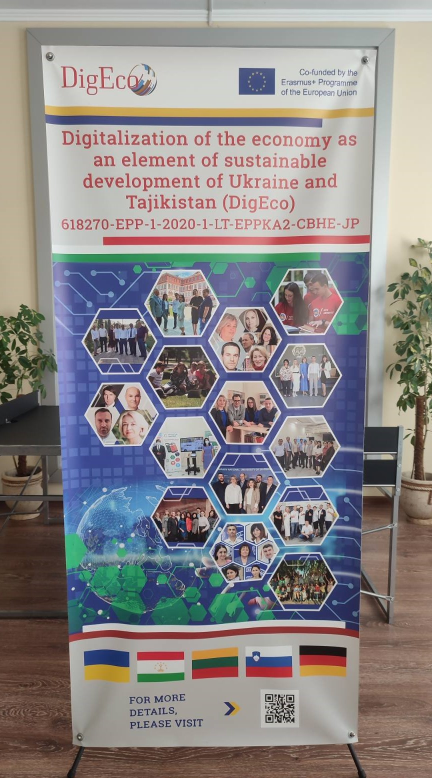 DigEco
Co-funded by the
Erasmus+ Programme
of the European Union
Digitalization of the economy as
an element of sustainable
development of Ukraine and
Tajikistan (DigEco)
618270-EPP-1-2020-1-LT-EPPKA2-CBHE-JP
FOR MORE
DETAILS,
PLEASE VISIT